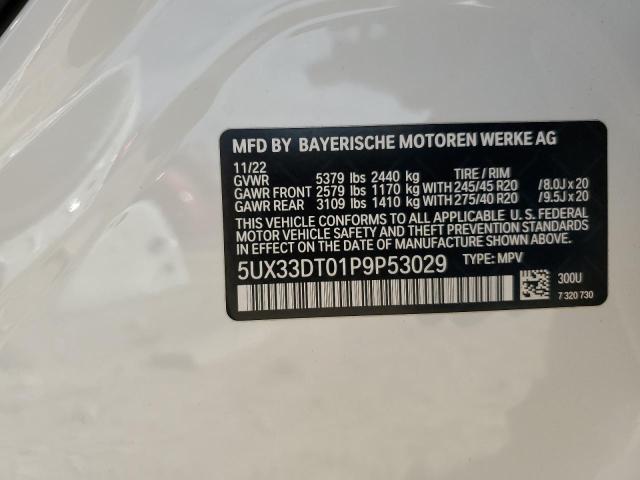 MFD BY BAYERISCHE MOTOREN WERKE AG
11/22
GVWR 5379 lbs 2440 kg TIRE / RIM
GAWR FRONT 2579 lbs 1170 kg WITH 245/45 R20 /8.0J x 20
GAWR REAR 3109 lbs 1410 kg WITH 275/40 R20 /9.5J x 20
THIS VEHICLE CONFORMS TO ALL APPLICABLE U. S. FEDERAL
MOTOR VEHICLE SAFETY AND THEFT PREVENTION STANDARDS
IN EFFECT ON THE DATE OF MANUFACTURE SHOWN ABOVE.
5UX33DT01P9P53029 TYPE: MPV
300U
7 320 730